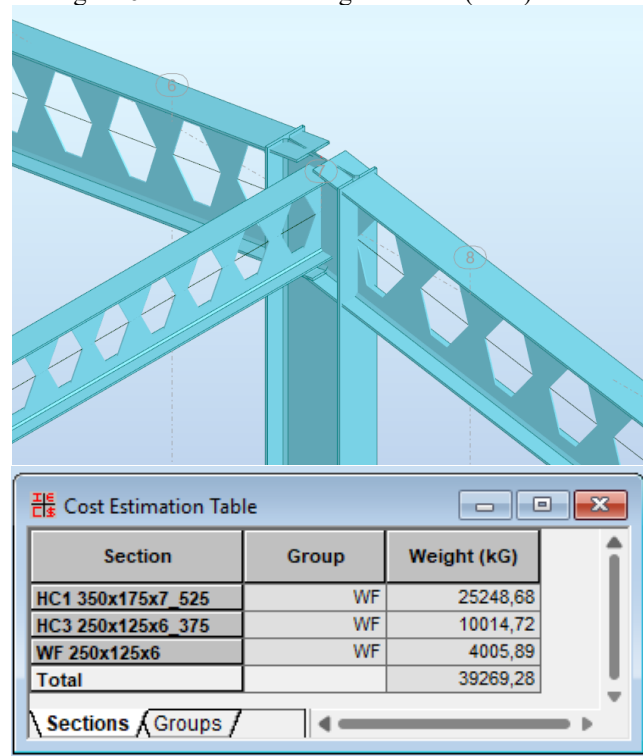 6
8
Cost Estimation Table
Section Group Weight (kG)
HC1 350x175x7_525 WF 25248,68
HC3 250x125x6_375 WF 10014,72
WF 250x125x6 WF 4005,89
Total 39269,28
Sections Groups